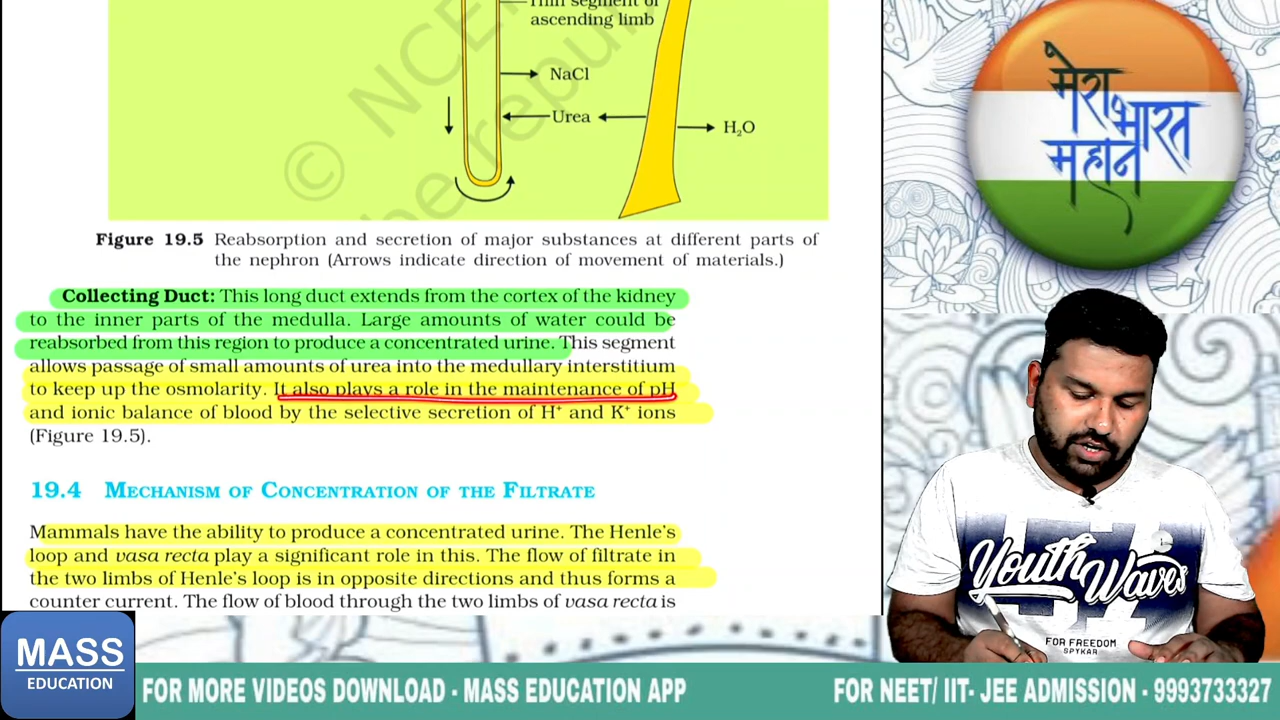 Thin segment of
ascending limb
NaCl
Urea
H₂O
© NCE
be repu
Figure 19.5 Reabsorption and secretion of major substances at different parts of
the nephron (Arrows indicate direction of movement of materials.)
Collecting Duct: This long duct extends from the cortex of the kidney
to the inner parts of the medulla. Large amounts of water could be
reabsorbed from this region to produce a concentrated urine. This segment
allows passage of small amounts of urea into the medullary interstitium
to keep up the osmolarity. It also plays a role in the maintenance of pH
and ionic balance of blood by the selective secretion of H⁺ and K⁺ ions
(Figure 19.5).
19.4 Mechanism of Concentration of the Filtrate
Mammals have the ability to produce a concentrated urine. The Henle's
loop and vasa recta play a significant role in this. The flow of filtrate in
the two limbs of Henle's loop is in opposite directions and thus forms a
counter current. The flow of blood through the two limbs of vasa recta is
मेरा
भारत
महान
Youth
Waves
FOR FREEDOM
SPYKAR
MASS
EDUCATION
FOR MORE VIDEOS DOWNLOAD - MASS EDUCATION APP
FOR NEET/ IIT- JEE ADMISSION - 9993733327